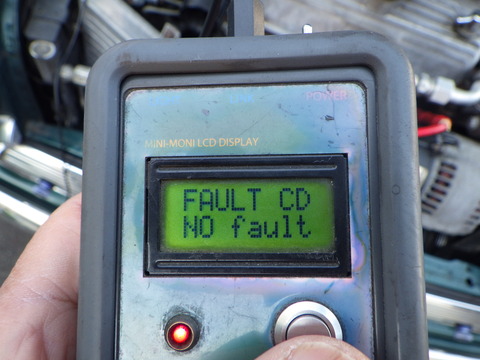 POWER
MINI-MONI LCD DISPLAY
FAULT CD
NO fault